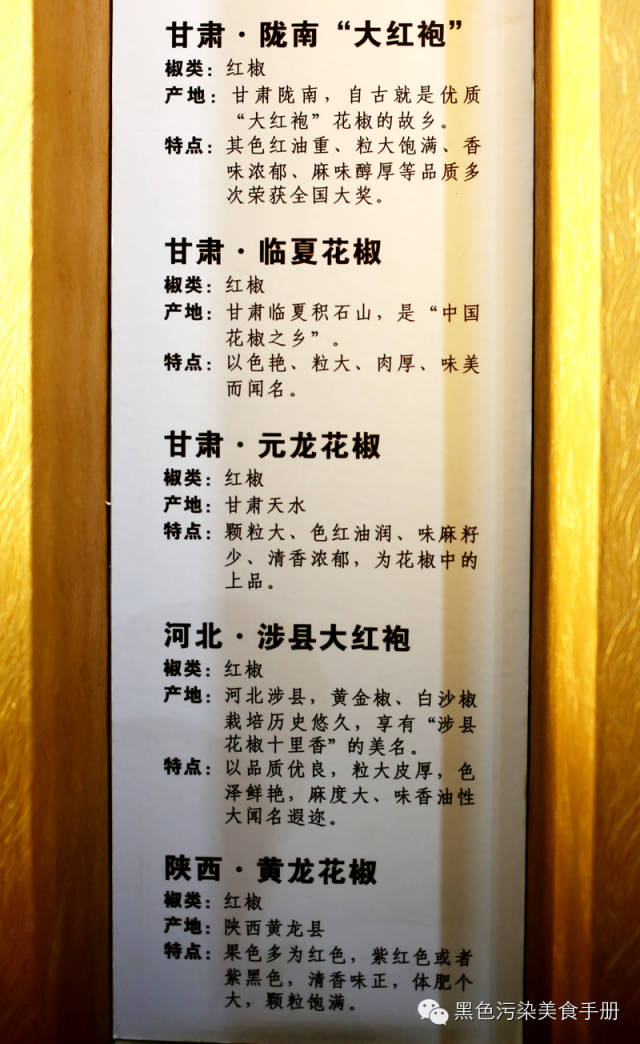 甘肃·陇南“大红袍”
椒类：红椒
产地：甘肃陇南，自古就是优质
“大红袍”花椒的故乡。
特点：其色红油重、粒大饱满、香
味浓郁、麻味醇厚等品质多
次荣获全国大奖。
甘肃·临夏花椒
椒类：红椒
产地：甘肃临夏积石山，是“中国
花椒之乡”。
特点：以色艳、粒大、肉厚、味美
而闻名。
甘肃·元龙花椒
椒类：红椒
产地：甘肃天水
特点：颗粒大、色红油润、味麻籽
少、清香浓郁，为花椒中的
上品。
河北·涉县大红袍
椒类：红椒
产地：河北涉县，黄金椒、白沙椒
栽培历史悠久，享有“涉县
花椒十里香”的美名。
特点：以品质优良，粒大皮厚，色
泽鲜艳，麻度大、味香油性
大闻名遐迩。
陕西·黄龙花椒
椒类：红椒
产地：陕西黄龙县
特点：果色多为红色，紫红色或者
紫黑色，清香味正，体肥个
大，颗粒饱满。
黑色污染美食手册